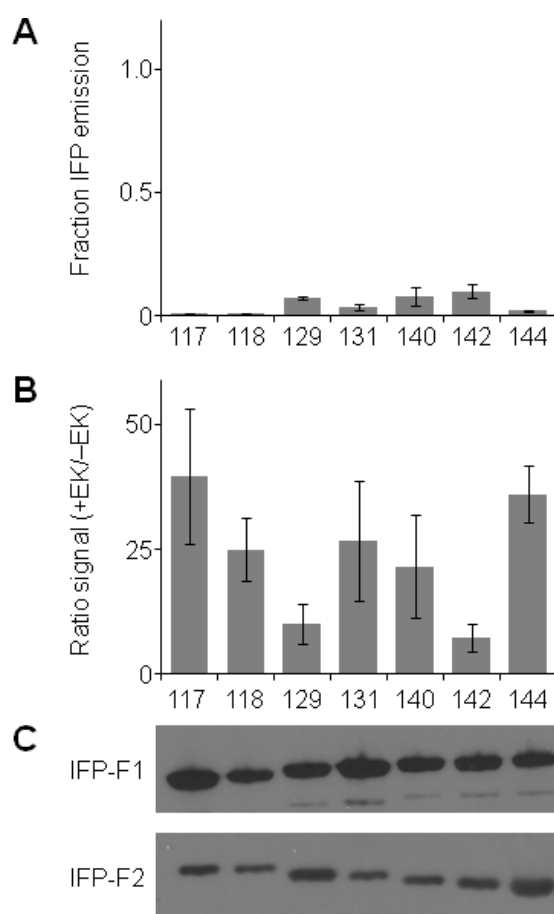 A
Fraction IFP emission
1.0
0.5
0
117 118 129 131 140 142 144
B
Ratio signal (+EK/–EK)
50
25
0
117 118 129 131 140 142 144
C
IFP-F1
IFP-F2